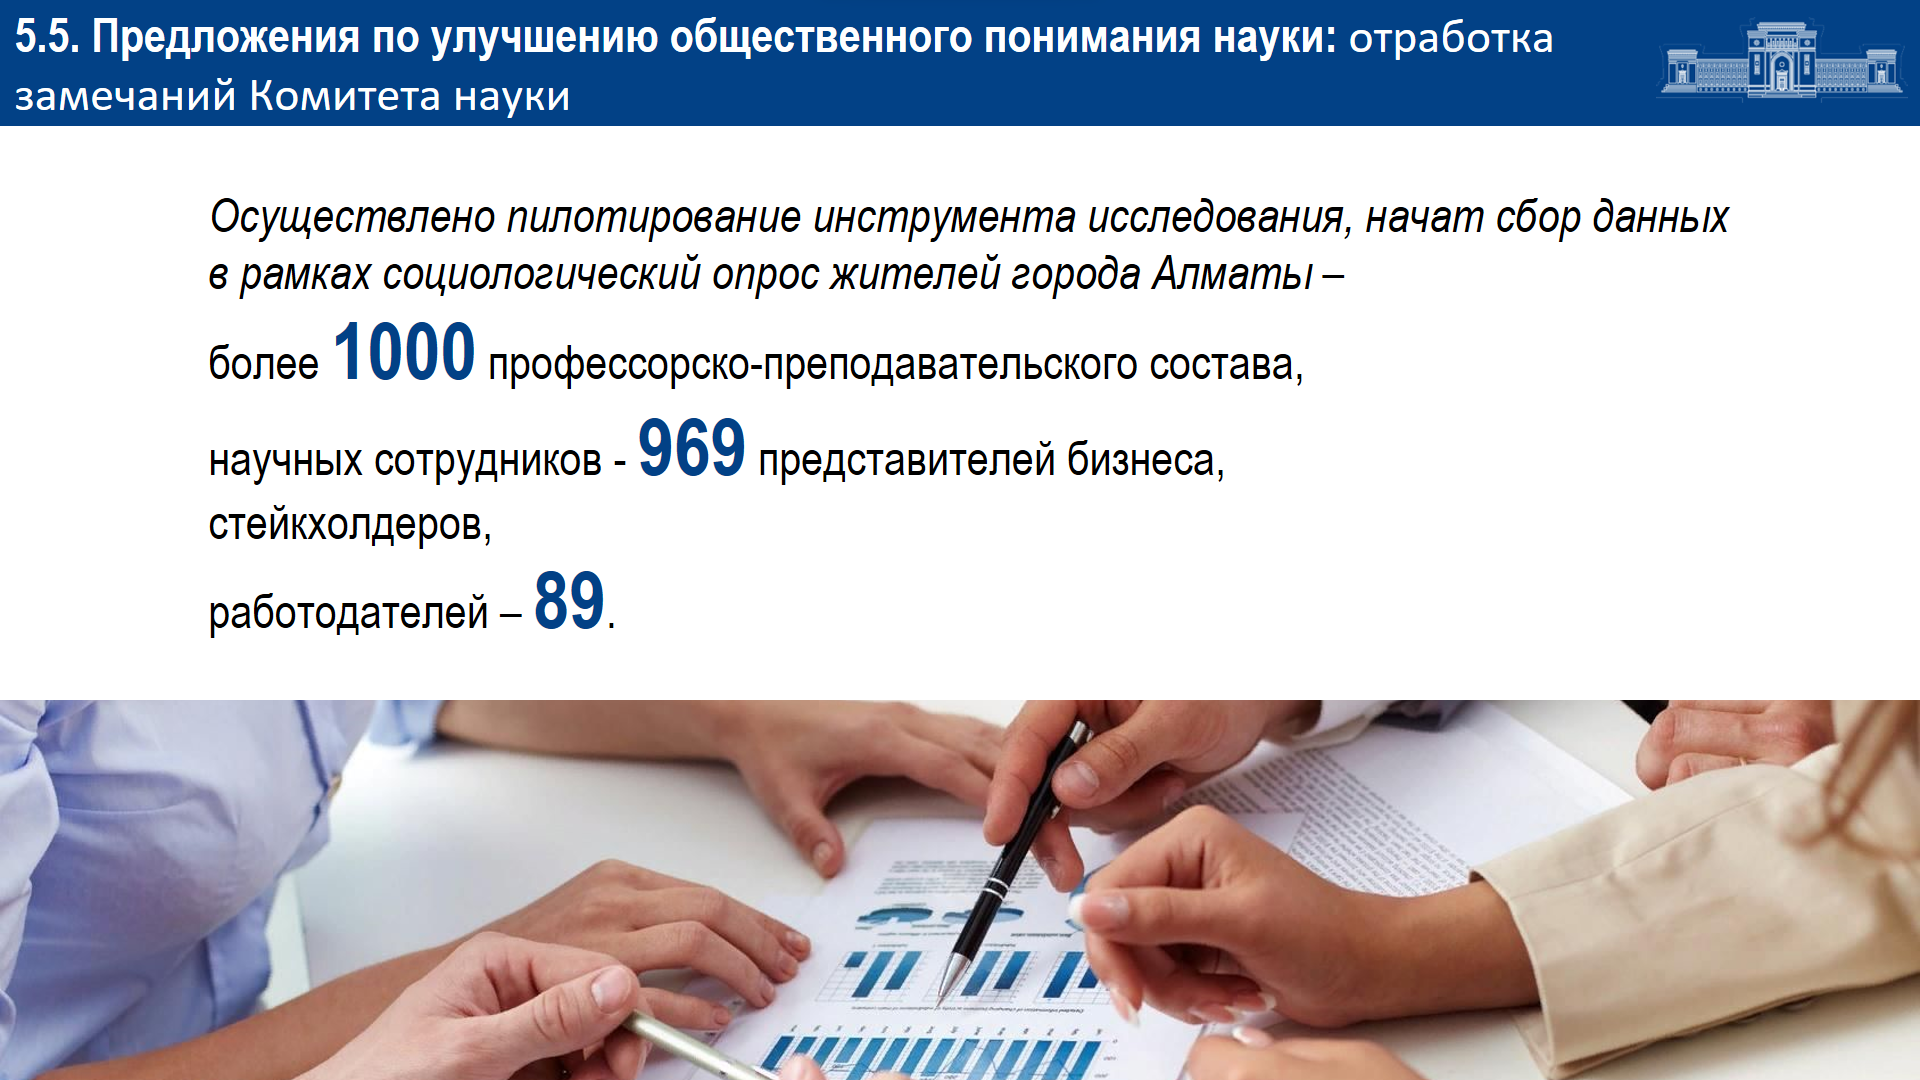 5.5. Предложения по улучшению общественного понимания науки: отработка
замечаний Комитета науки
Осуществлено пилотирование инструмента исследования, начат сбор данных
в рамках социологический опрос жителей города Алматы –
более 1000 профессорско-преподавательского состава,
научных сотрудников - 969 представителей бизнеса,
стейкхолдеров,
работодателей – 89.